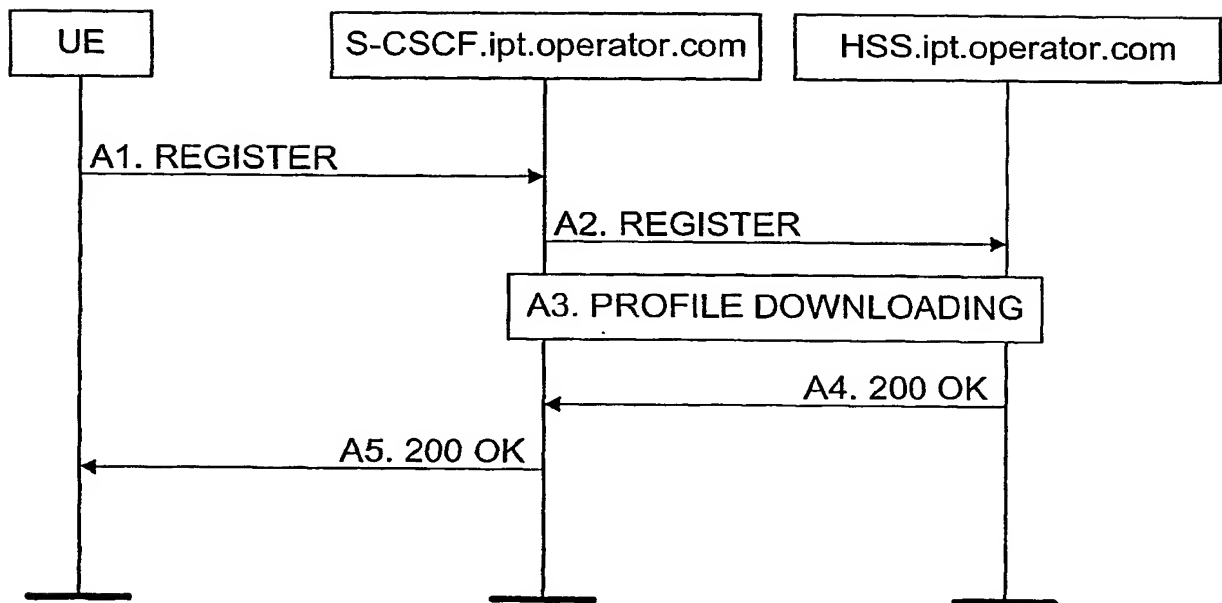 UE
S-CSCF.ipt.operator.com
HSS.ipt.operator.com
A1. REGISTER
A2. REGISTER
A3. PROFILE DOWNLOADING
A4. 200 OK
A5. 200 OK